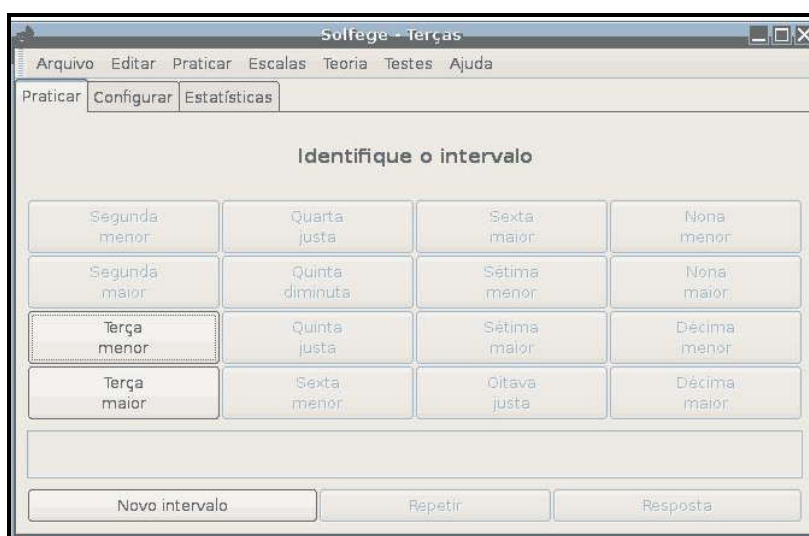 Solfege - Terças
Arquivo Editar Praticar Escalas Teoria Testes Ajuda
Praticar Configurar Estatísticas
Identifique o intervalo
Segunda menor Quarta justa Sexta maior Nona menor
Segunda maior Quinta diminuta Sétima menor Nona maior
Terça menor Quinta justa Sétima maior Décima menor
Terça maior Sexta menor Oitava justa Décima maior
Novo intervalo Repetir Resposta